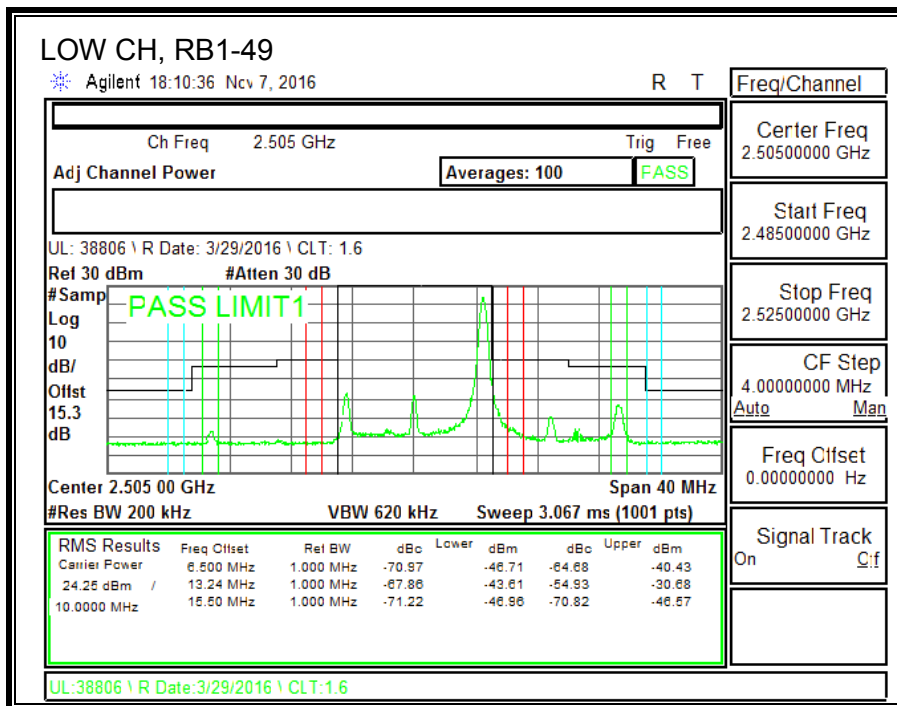 LOW CH, RB1-49
Agilent 18:10:36 Nov 7, 2016 R T
Freq/Channel
Ch Freq 2.505 GHz Trig Free
Adj Channel Power Averages: 100 PASS
Center Freq
2.50500000 GHz
UL: 38806 \ R Date: 3/29/2016 \ CLT: 1.6
Start Freq
2.48500000 GHz
Ref 30 dBm #Atten 30 dB
#Samp
Log
10
dB/
Offst
15.3
dB
PASS LIMIT1
Stop Freq
2.52500000 GHz
CF Step
4.00000000 MHz
Auto Man
Freq Offset
0.00000000 Hz
Center 2.505 00 GHz Span 40 MHz
#Res BW 200 kHz VBW 620 kHz Sweep 3.067 ms (1001 pts)
Signal Track
On Off
RMS Results Freq Offset Ref BW dBc Lower dBm dBc Upper dBm
Carrier Power 6.500 MHz 1.000 MHz -70.97 -46.71 -64.68 -40.43
24.25 dBm / 13.24 MHz 1.000 MHz -67.86 -43.61 -54.93 -30.68
10.0000 MHz 15.50 MHz 1.000 MHz -71.22 -46.96 -70.82 -46.57
UL:38806 \ R Date:3/29/2016 \ CLT:1.6